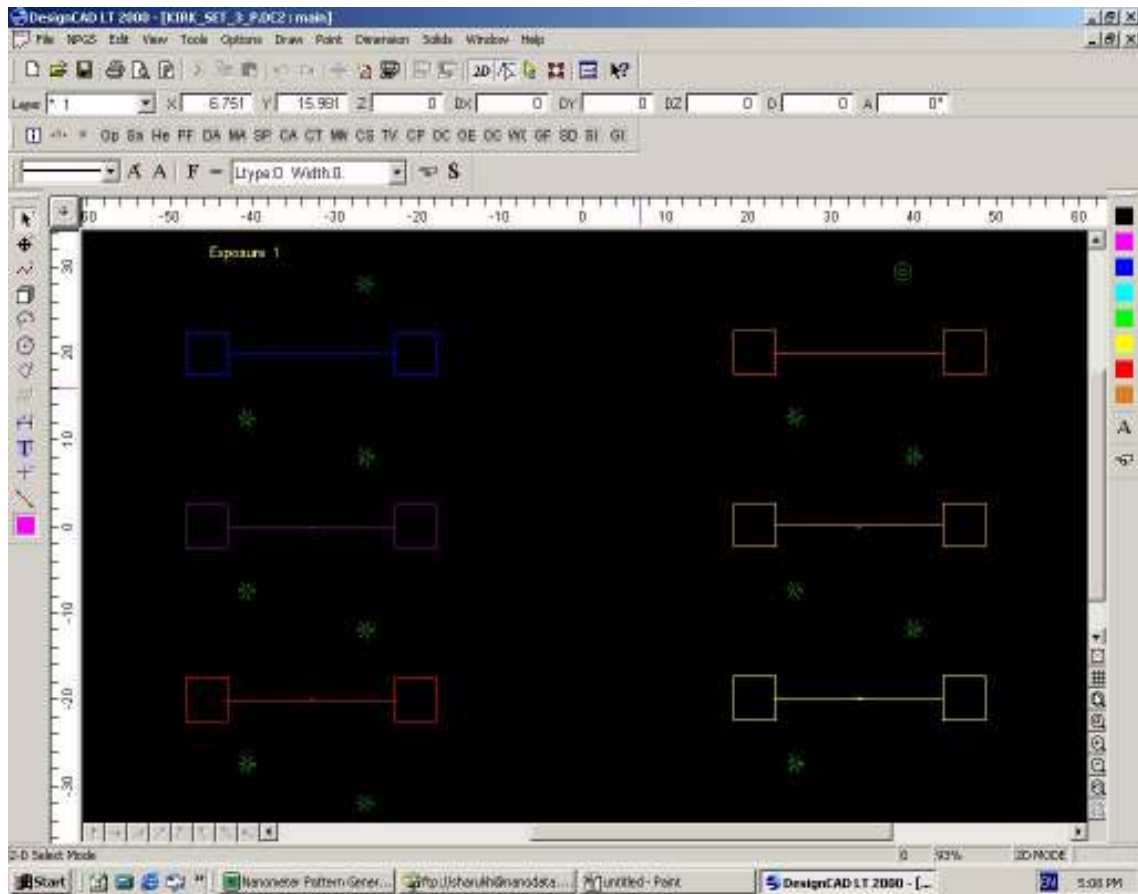 DesignCAD LT 2000 - [KIRK_SET_3_P.DC2 : main]
File NPGS Edit View Tools Options Draw Point Dimension Solids Window Help
2D
Layer 1 X 6.751 Y 15.981 Z 0 DX 0 DY 0 DZ 0 D 0 A 0°
Op Sa He PF DA MA SP CA CT MW CS TV CP DC OE OC GF SD
A F Ltype:0 Width:0. S
60 -50 -40 -30 -20 -10 0 10 20 30 40 50 60
Exposure 1
30
20
10
0
-10
-20
-30
A
T
2-D Select Mode 0 93% 2D MODE
Start Nanometer Pattern Gener... untitled - Paint DesignCAD LT 2000 - [... 5:08 PM